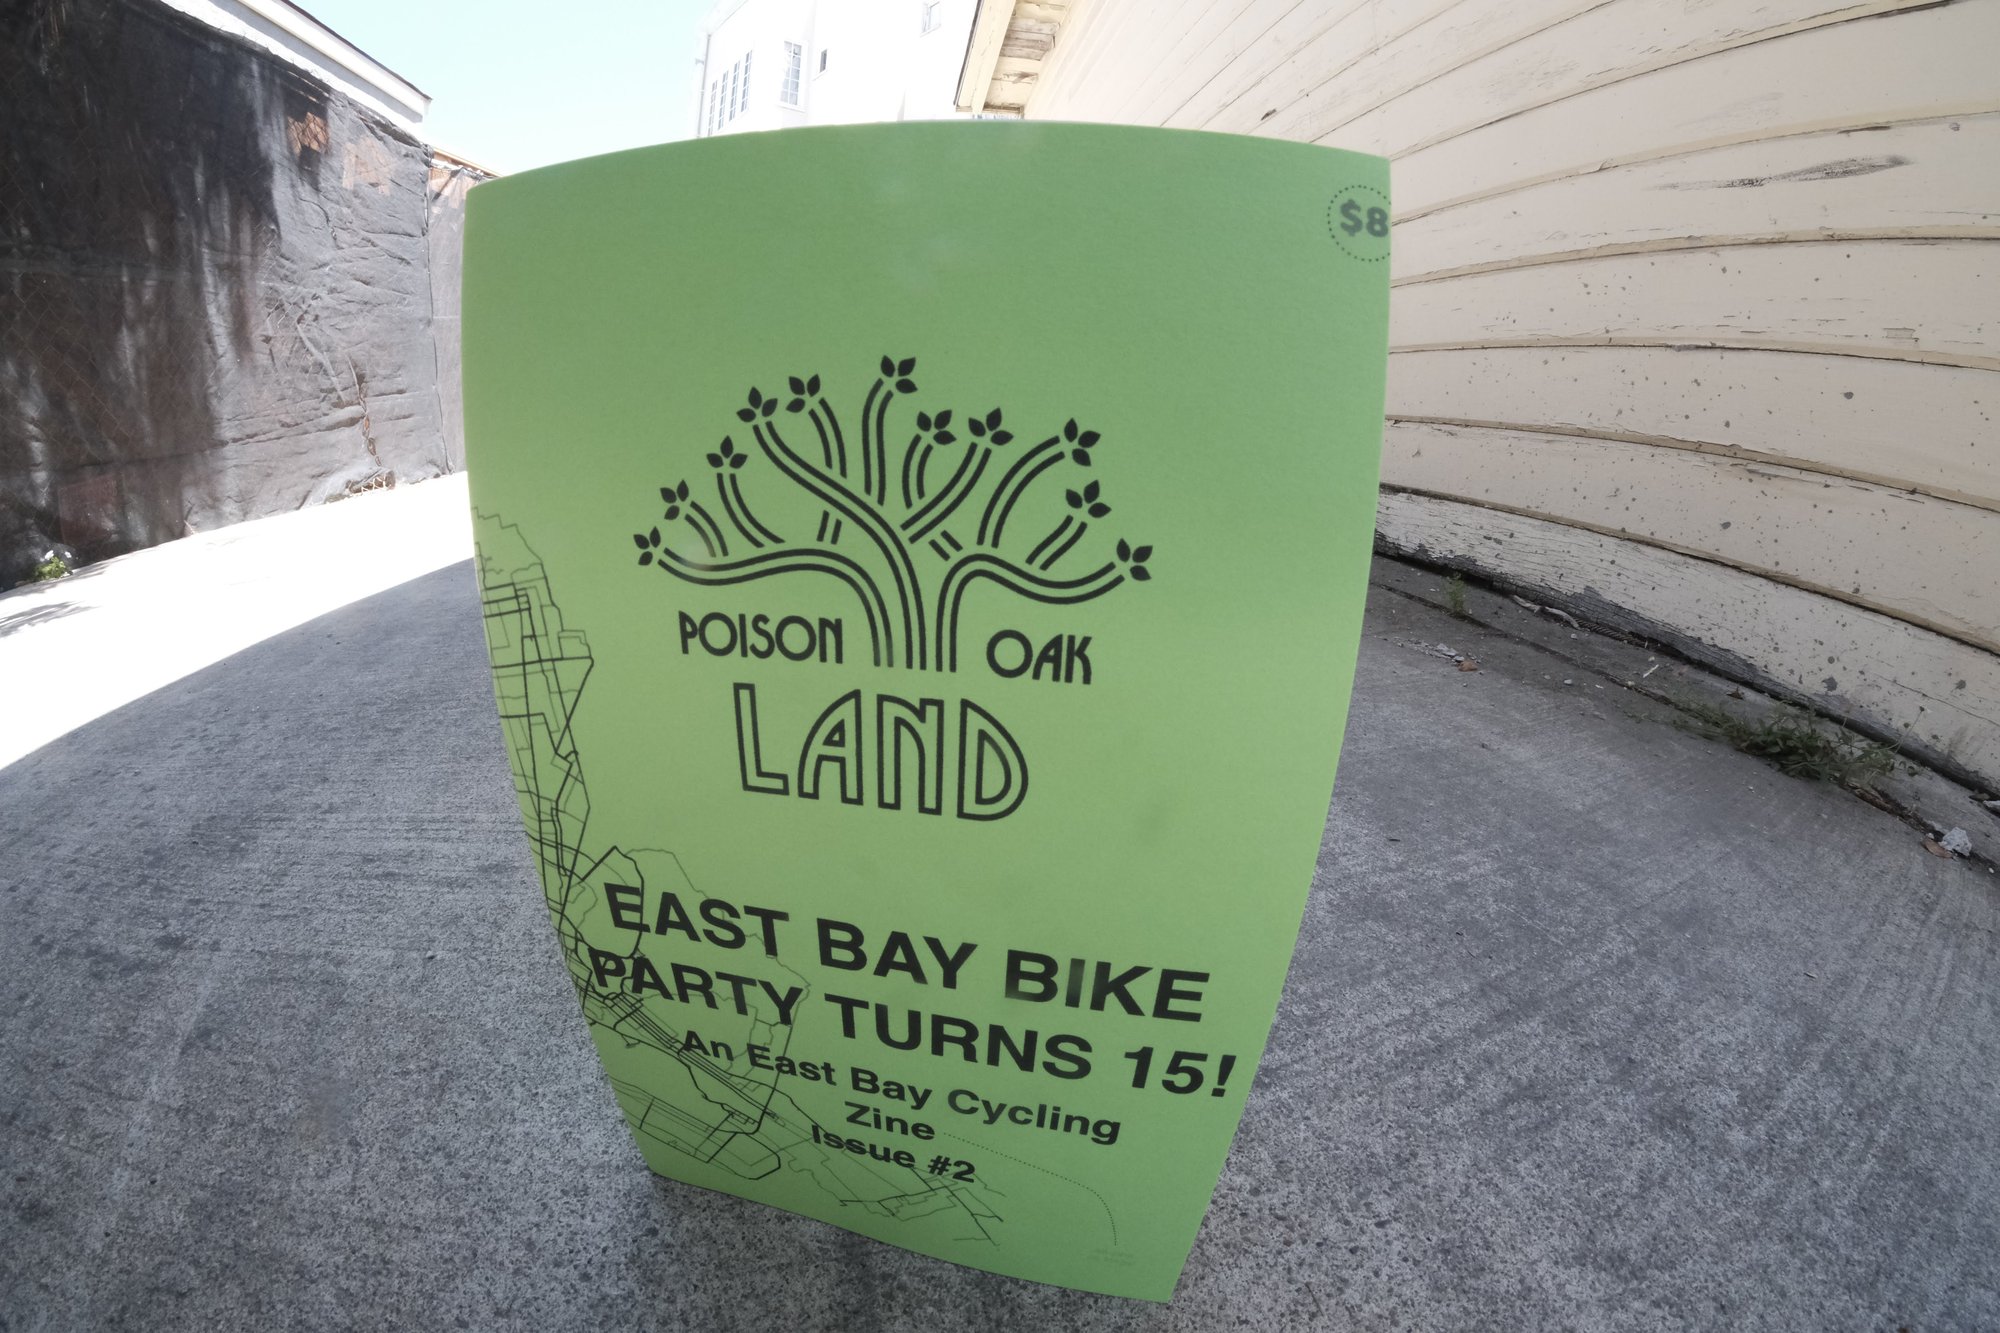 $8
POISON OAK
LAND
EAST BAY BIKE
PARTY TURNS 15!
An East Bay Cycling
Zine
Issue #2